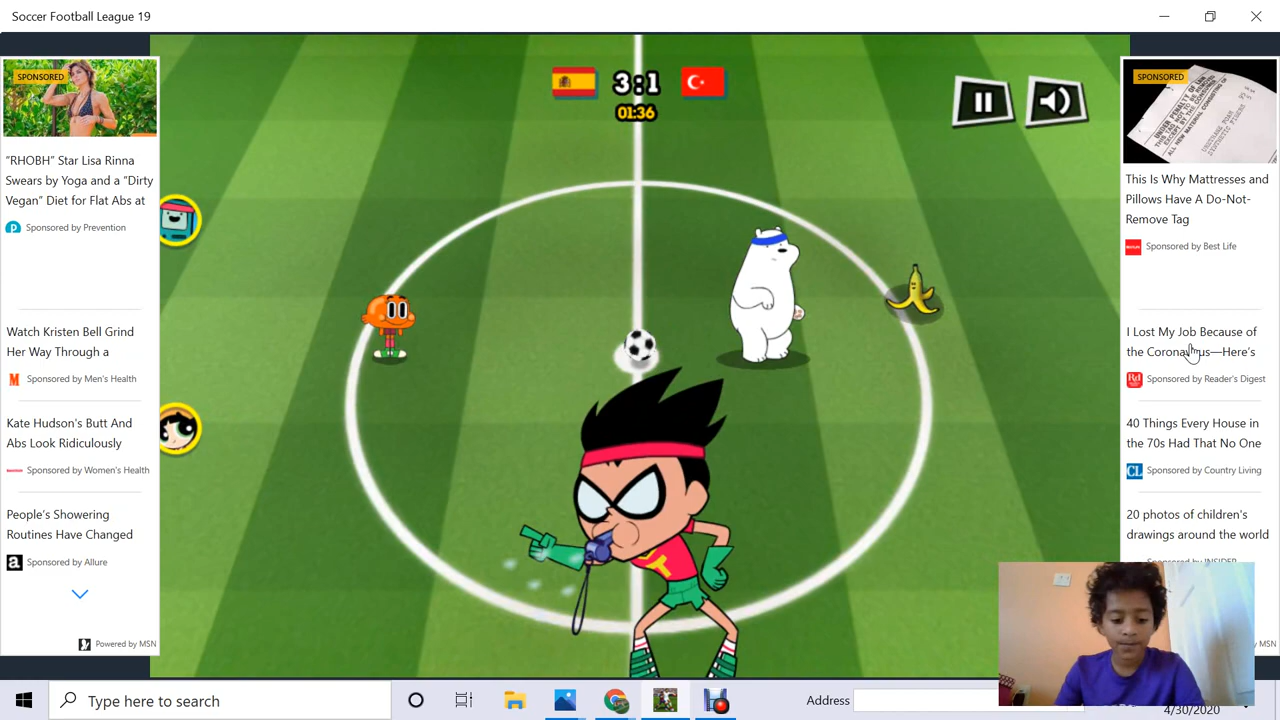 Soccer Football League 19
SPONSORED
"RHOBH" Star Lisa Rinna
Swears by Yoga and a "Dirty
Vegan" Diet for Flat Abs at
Sponsored by Prevention
Watch Kristen Bell Grind
Her Way Through a
Sponsored by Men's Health
Kate Hudson's Butt And
Abs Look Ridiculously
Sponsored by Women's Health
People's Showering
Routines Have Changed
Sponsored by Allure
Powered by MSN
3:1
01:36
T
SPONSORED
This Is Why Mattresses and
Pillows Have A Do-Not-
Remove Tag
Sponsored by Best Life
I Lost My Job Because of
the Coronavirus—Here's
Sponsored by Reader's Digest
40 Things Every House in
the 70s Had That No One
Sponsored by Country Living
20 photos of children's
drawings around the world
Sponsored by INSIDER
MSN
Type here to search
Address
4/30/2020